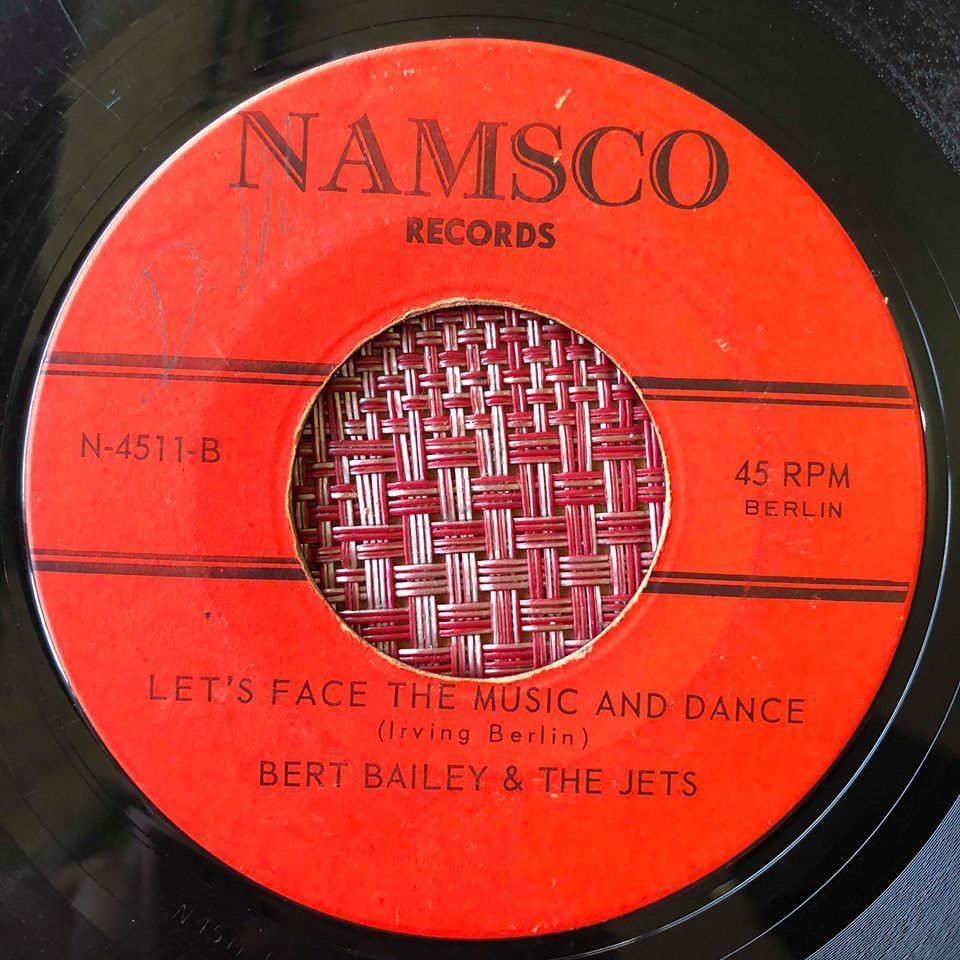 NAMSCO
RECORDS
N-4511-B
45 RPM
BERLIN
LET'S FACE THE MUSIC AND DANCE
(Irving Berlin)
BERT BAILEY & THE JETS